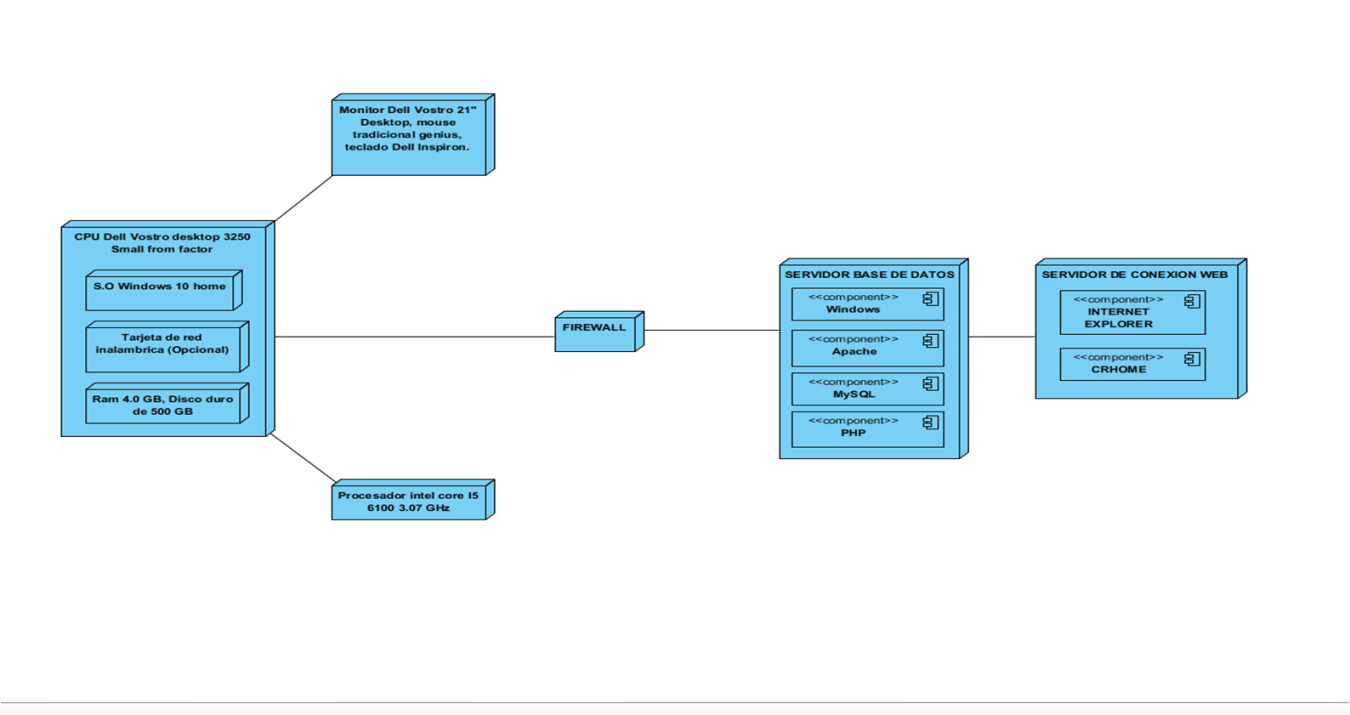 Monitor Dell Vostro 21"
Desktop, mouse
tradicional genius,
teclado Dell Inspiron.
CPU Dell Vostro desktop 3250
Small from factor
S.O Windows 10 home
Tarjeta de red
inalambrica (Opcional)
Ram 4.0 GB, Disco duro
de 500 GB
Procesador intel core I5
6100 3.07 GHz
FIREWALL
SERVIDOR BASE DE DATOS
<<component>>
Windows
<<component>>
Apache
<<component>>
MySQL
<<component>>
PHP
SERVIDOR DE CONEXION WEB
<<component>>
INTERNET
EXPLORER
<<component>>
CRHOME